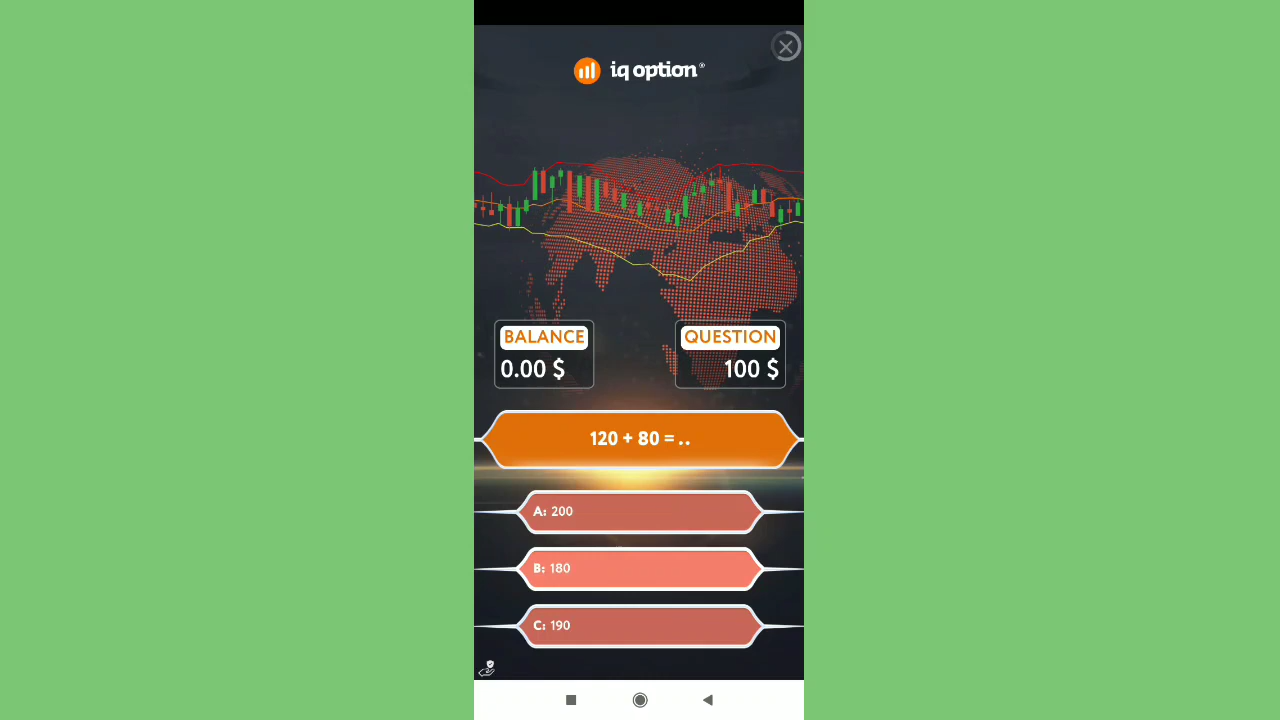 iq option®
BALANCE
0.00 $
QUESTION
100 $
120 + 80 = ..
A: 200
B: 180
C: 190